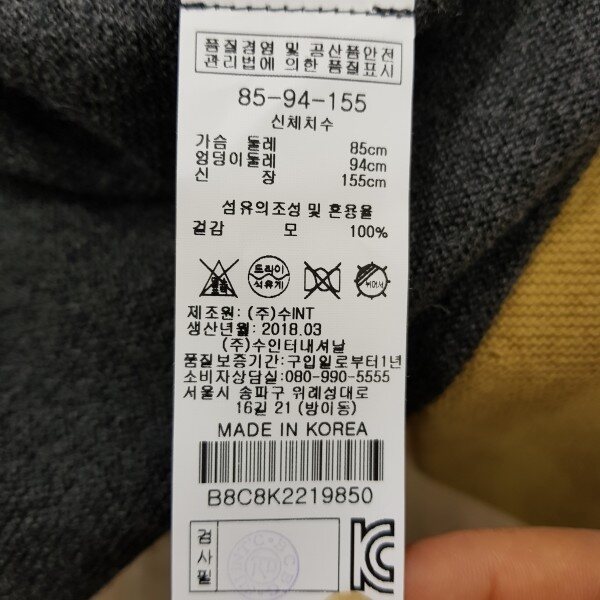 품질경영 및 공산품안전
관리법에 의한 품질표시
85-94-155
신체치수
가슴 둘레 85cm
엉덩이둘레 94cm
신 장 155cm
섬유의조성 및 혼용율
겉감 모 100%
드라이
석유계
뉘어서
제조원: (주)수INT
생산년월: 2018.03
(주)수인터내셔날
품질보증기간:구입일로부터1년
소비자상담실:080-990-5555
서울시 송파구 위례성대로
16길 21 (방이동)
MADE IN KOREA
B8C8K2219850
검사필